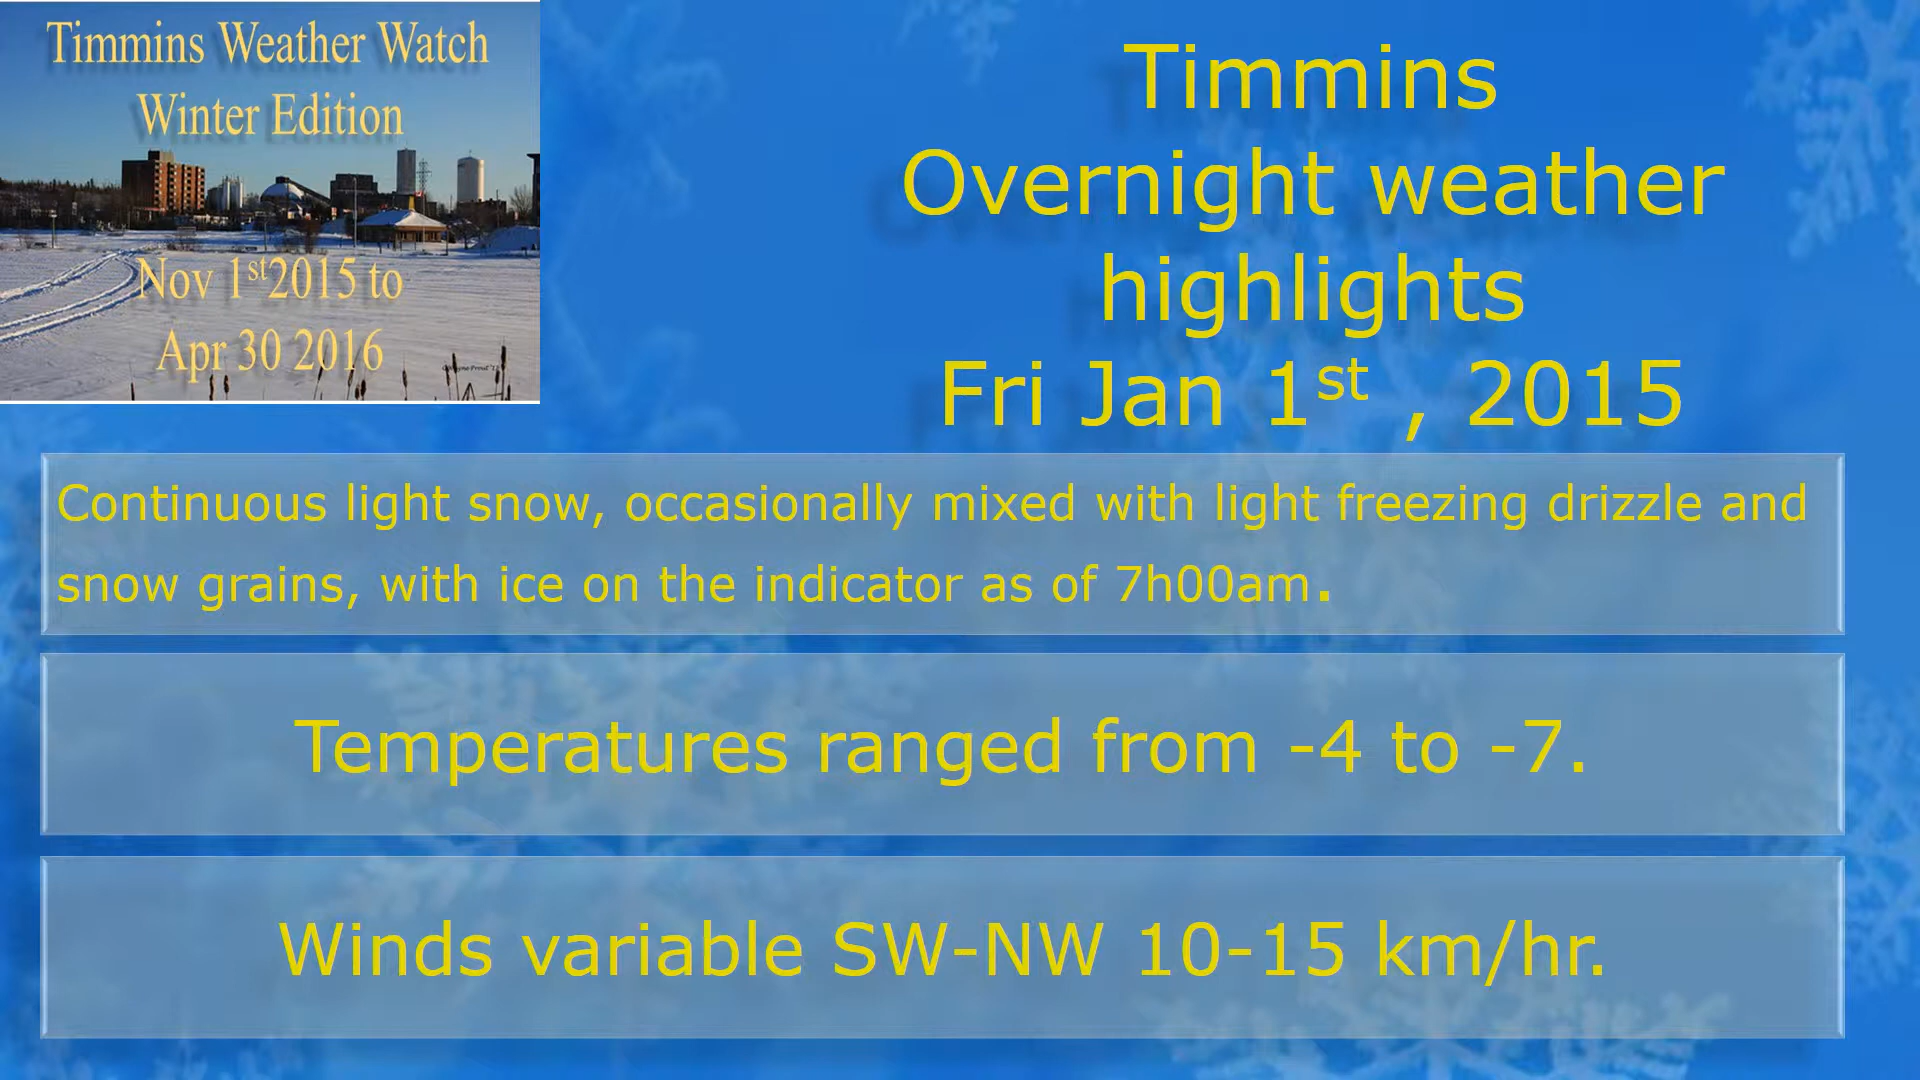 Timmins Weather Watch
Winter Edition
Nov 1st2015 to
Apr 30 2016
Timmins
Overnight weather
highlights
Fri Jan 1st , 2015
Continuous light snow, occasionally mixed with light freezing drizzle and
snow grains, with ice on the indicator as of 7h00am.
Temperatures ranged from -4 to -7.
Winds variable SW-NW 10-15 km/hr.